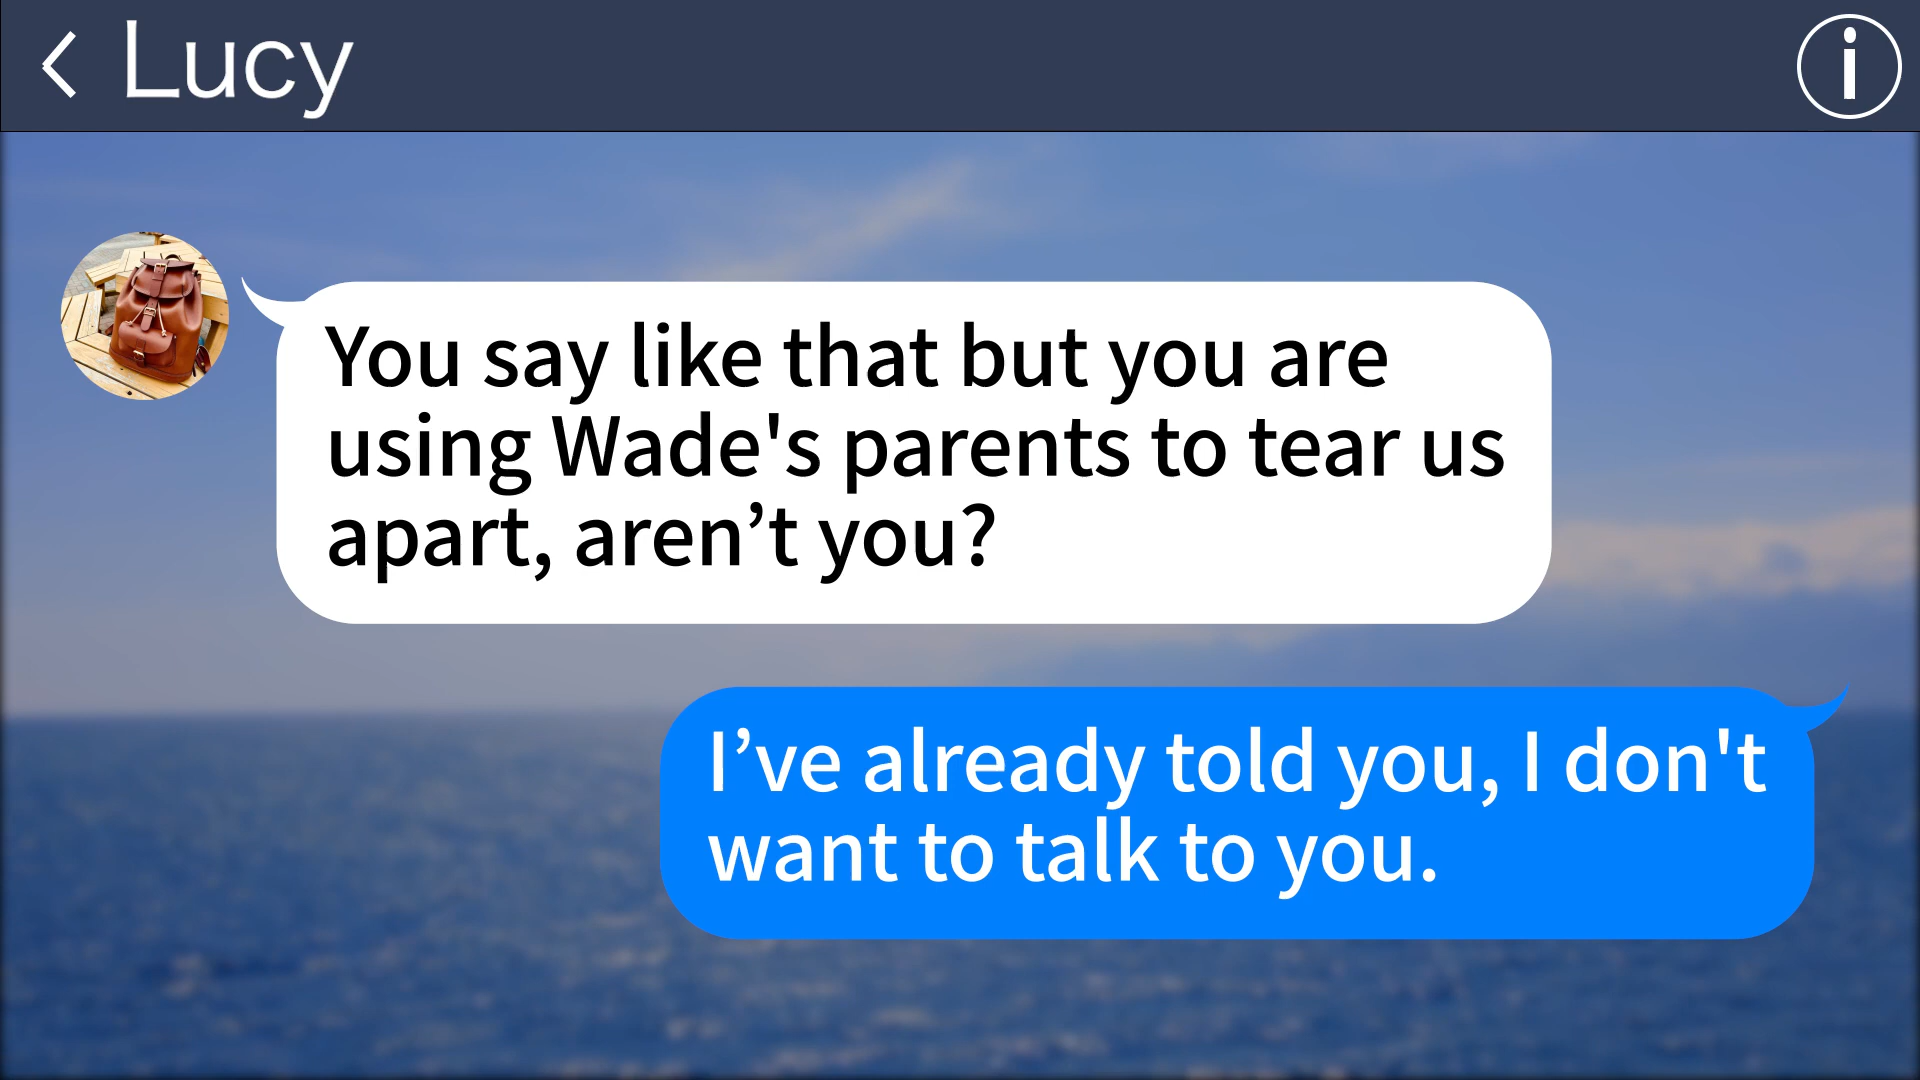 Lucy
You say like that but you are
using Wade's parents to tear us
apart, aren’t you?
I’ve already told you, I don't
want to talk to you.